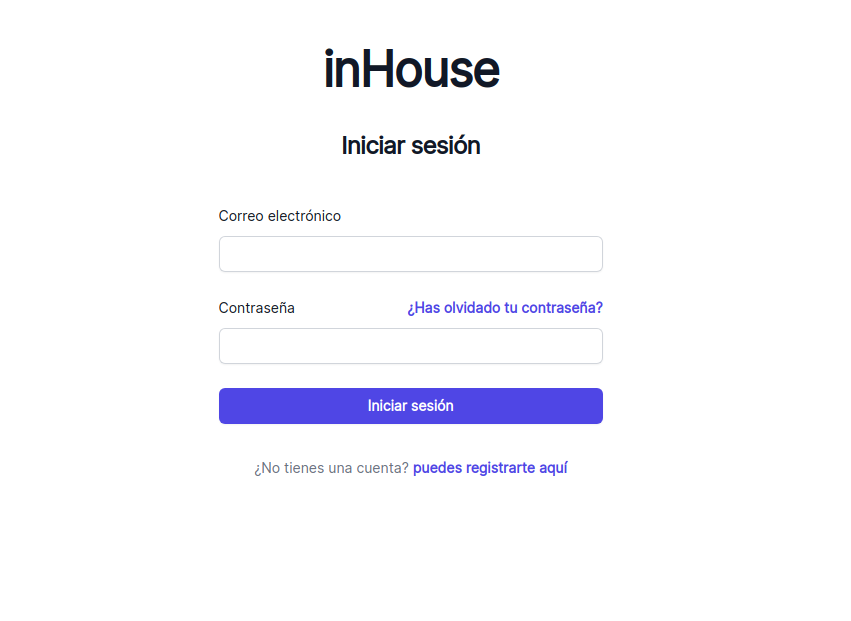 inHouse
Iniciar sesión
Correo electrónico
Contraseña ¿Has olvidado tu contraseña?
Iniciar sesión
¿No tienes una cuenta? puedes registrarte aquí